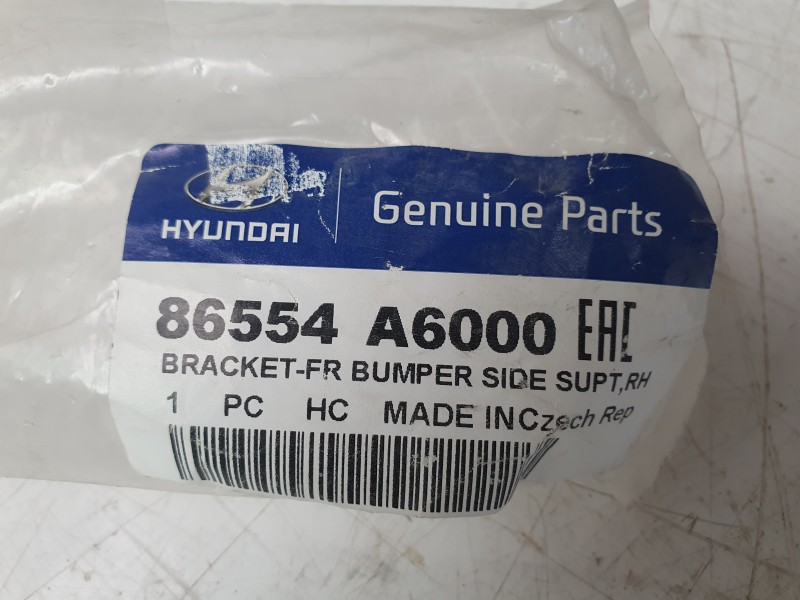 HYUNDAI
Genuine Parts
86554 A6000 EAC
BRACKET-FR BUMPER SIDE SUPT,RH
1 PC HC MADE IN Czech Rep